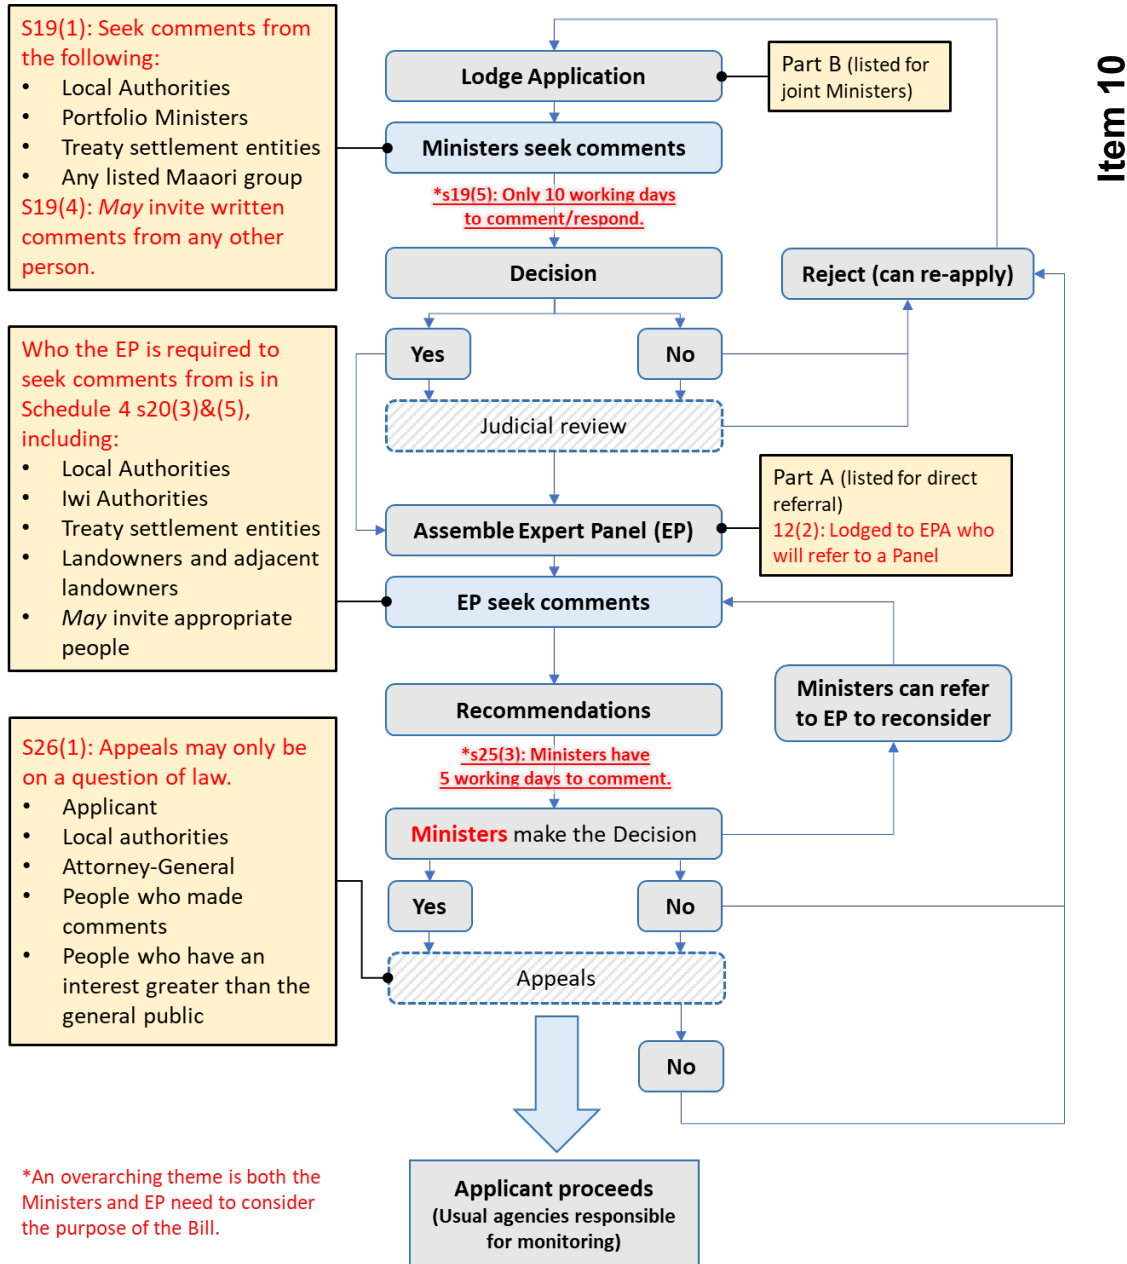 S19(1): Seek comments from
the following:
• Local Authorities
• Portfolio Ministers
• Treaty settlement entities
• Any listed Maaori group
S19(4): May invite written
comments from any other
person.
Lodge Application
Part B (listed for
joint Ministers)
Item 10
Ministers seek comments
*s19(5): Only 10 working days
to comment/respond.
Decision
Reject (can re-apply)
Yes
No
Judicial review
Who the EP is required to
seek comments from is in
Schedule 4 s20(3)&(5),
including:
• Local Authorities
• Iwi Authorities
• Treaty settlement entities
• Landowners and adjacent
landowners
• May invite appropriate
people
Assemble Expert Panel (EP)
Part A (listed for direct
referral)
12(2): Lodged to EPA who
will refer to a Panel
EP seek comments
Ministers can refer
to EP to reconsider
Recommendations
*s25(3): Ministers have
5 working days to comment.
Ministers make the Decision
Yes
No
S26(1): Appeals may only be
on a question of law.
• Applicant
• Local authorities
• Attorney-General
• People who made
comments
• People who have an
interest greater than the
general public
Appeals
No
*An overarching theme is both the
Ministers and EP need to consider
the purpose of the Bill.
Applicant proceeds
(Usual agencies responsible
for monitoring)